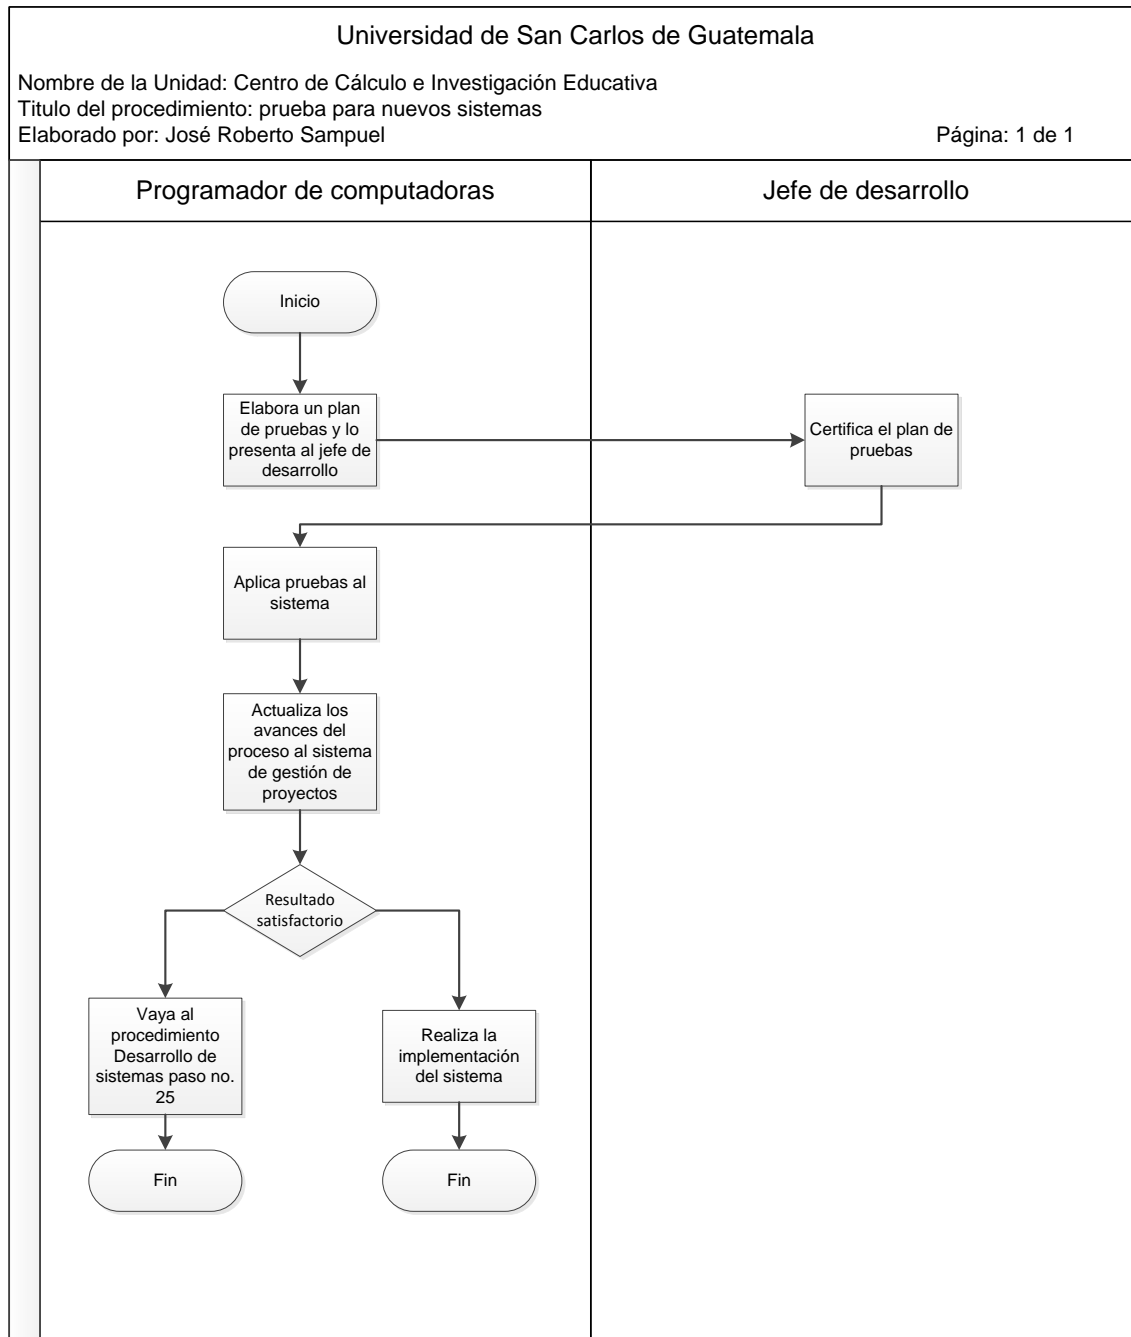 Universidad de San Carlos de Guatemala
Nombre de la Unidad: Centro de Cálculo e Investigación Educativa
Titulo del procedimiento: prueba para nuevos sistemas
Elaborado por: José Roberto Sampuel
Página: 1 de 1
Programador de computadoras
Jefe de desarrollo
Inicio
Elabora un plan
de pruebas y lo
presenta al jefe de
desarrollo
Certifica el plan de
pruebas
Aplica pruebas al
sistema
Actualiza los
avances del
proceso al sistema
de gestión de
proyectos
Resultado
satisfactorio
Vaya al
procedimiento
Desarrollo de
sistemas paso no.
25
Realiza la
implementación
del sistema
Fin
Fin